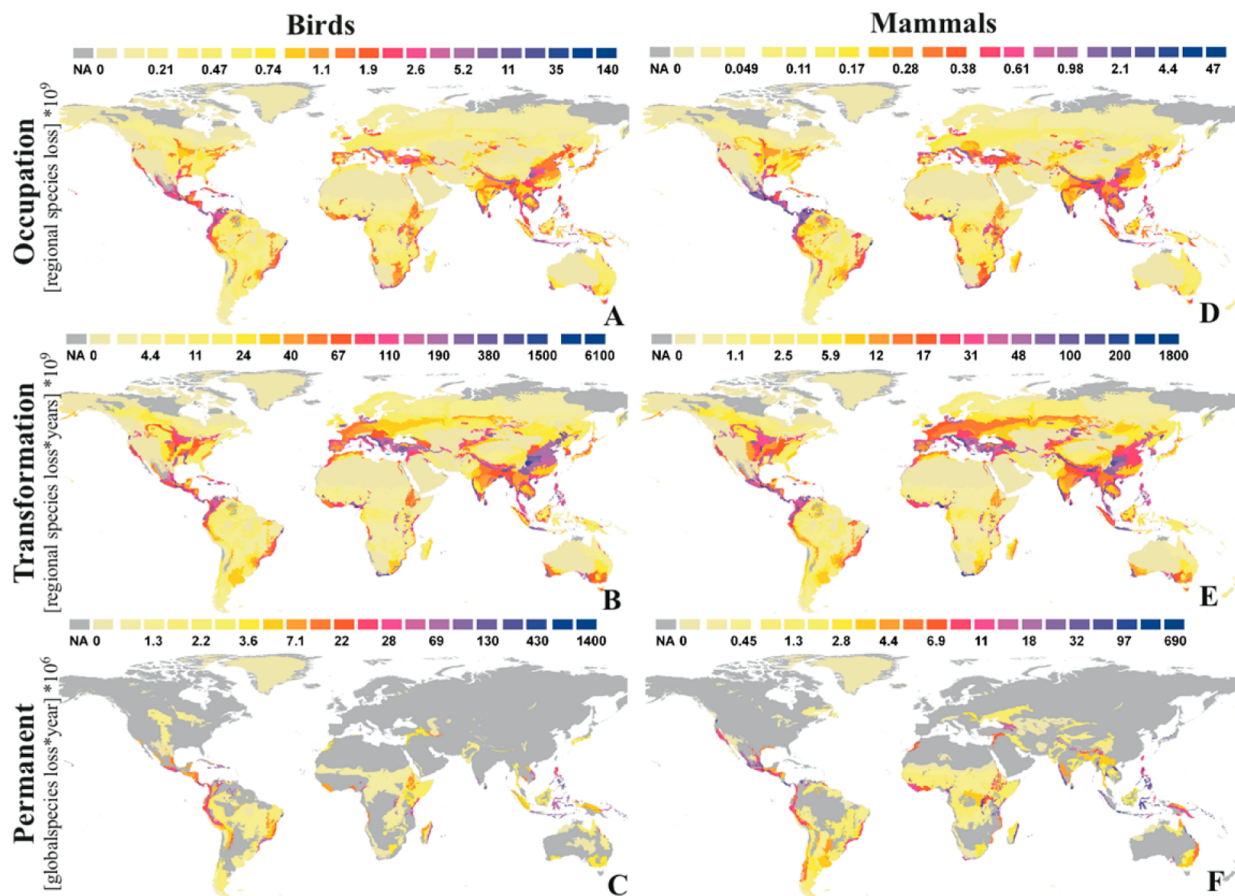 Birds
Mammals
NA 0 0.21 0.47 0.74 1.1 1.9 2.6 5.2 11 35 140
NA 0 0.049 0.11 0.17 0.28 0.38 0.61 0.98 2.1 4.4 47
Occupation
[regional species loss] *10⁹
A
D
NA 0 4.4 11 24 40 67 110 190 380 1500 6100
NA 0 1.1 2.5 5.9 12 17 31 48 100 200 1800
Transformation
[regional species loss*years] *10⁹
B
E
NA 0 1.3 2.2 3.6 7.1 22 28 69 130 430 1400
NA 0 0.45 1.3 2.8 4.4 6.9 11 18 32 97 690
Permanent
[globalspecies loss*year] *10⁶
C
F